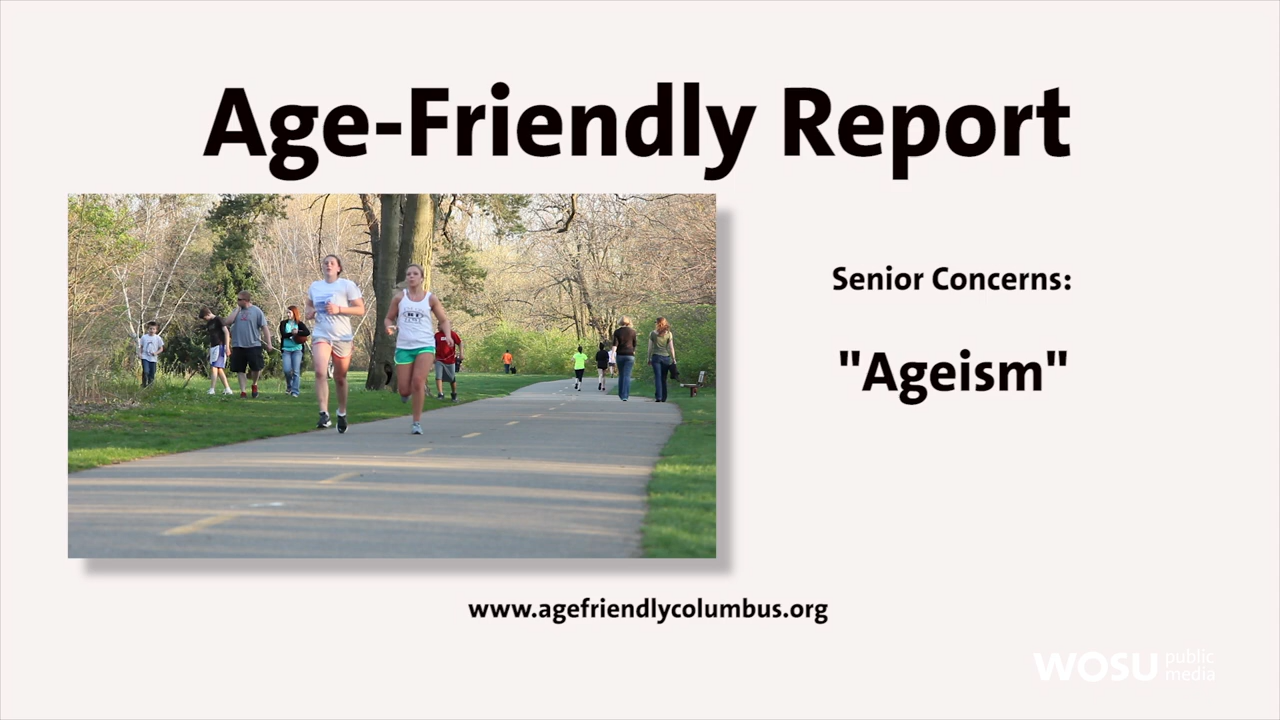 Age-Friendly Report
Senior Concerns:
"Ageism"
www.agefriendlycolumbus.org
WOSU public media